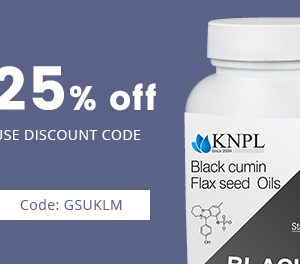 25% off
USE DISCOUNT CODE
Code: GSUKLM
KNPL
Since 2004
Black cumin
Flax seed Oils